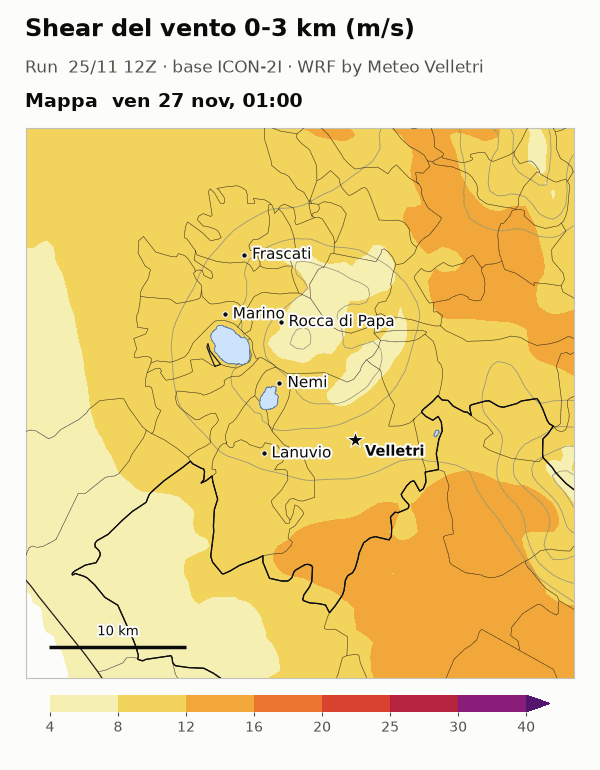 Shear del vento 0-3 km (m/s)
Run  25/11 12Z · base ICON-2I · WRF by Meteo Velletri
Mappa  ven 27 nov, 01:00
Frascati
Marino
Rocca di Papa
Nemi
Velletri
Lanuvio
10 km
4 8 12 16 20 25 30 40